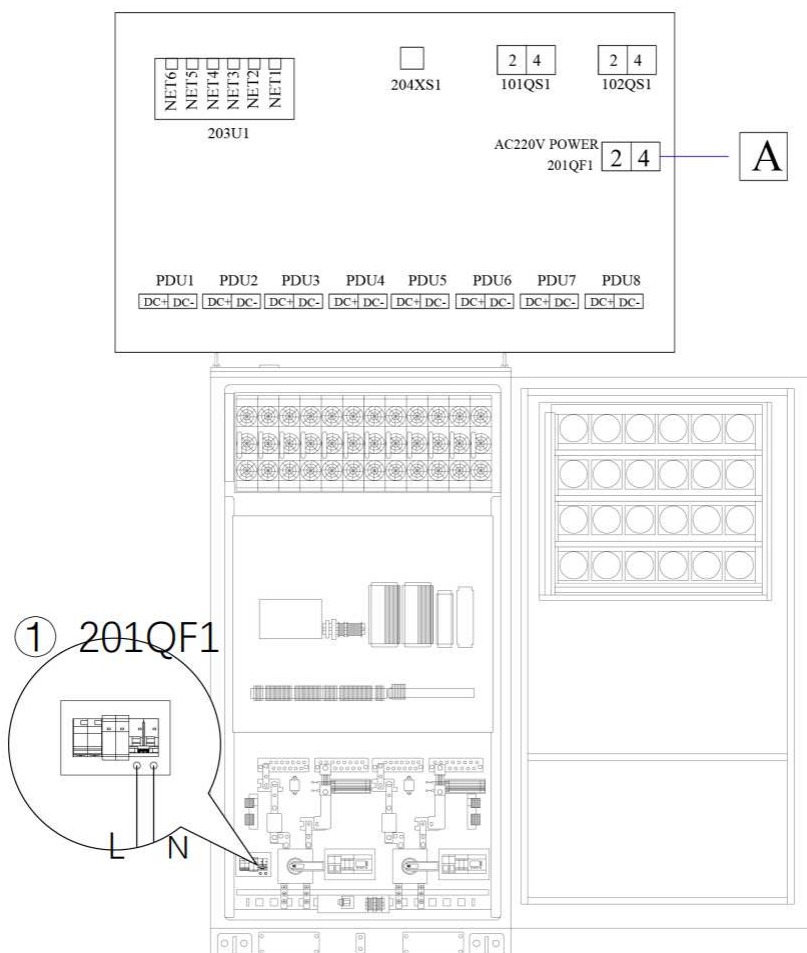 NET6 NET5 NET4 NET3 NET2 NET1
203U1
204XS1
2 4
101QS1
2 4
102QS1
AC220V POWER
201QF1
2 4
A
PDU1 PDU2 PDU3 PDU4 PDU5 PDU6 PDU7 PDU8
DC+ DC- DC+ DC- DC+ DC- DC+ DC- DC+ DC- DC+ DC- DC+ DC- DC+ DC-
① 201QF1
L N